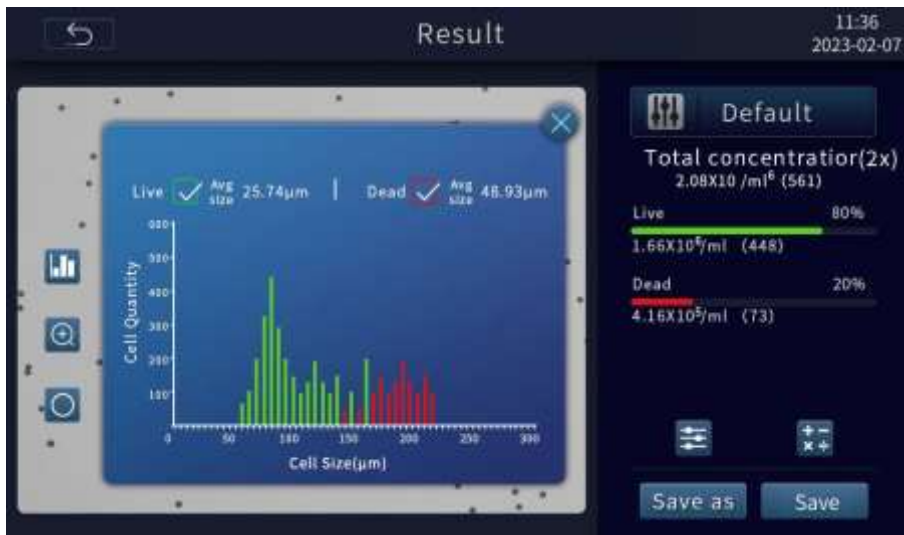 Result
11:36
2023-02-07
Default
Total concentratior(2x)
2.08X10 /ml⁶ (561)
Live 80%
1.66X10⁶/ml (448)
Dead 20%
4.16X10⁵/ml (73)
Save as Save
Live Avg size 25.74μm | Dead Avg size 48.93μm
600
500
400
300
200
100
Cell Quantity
0 50 100 150 200 250 300
Cell Size(μm)